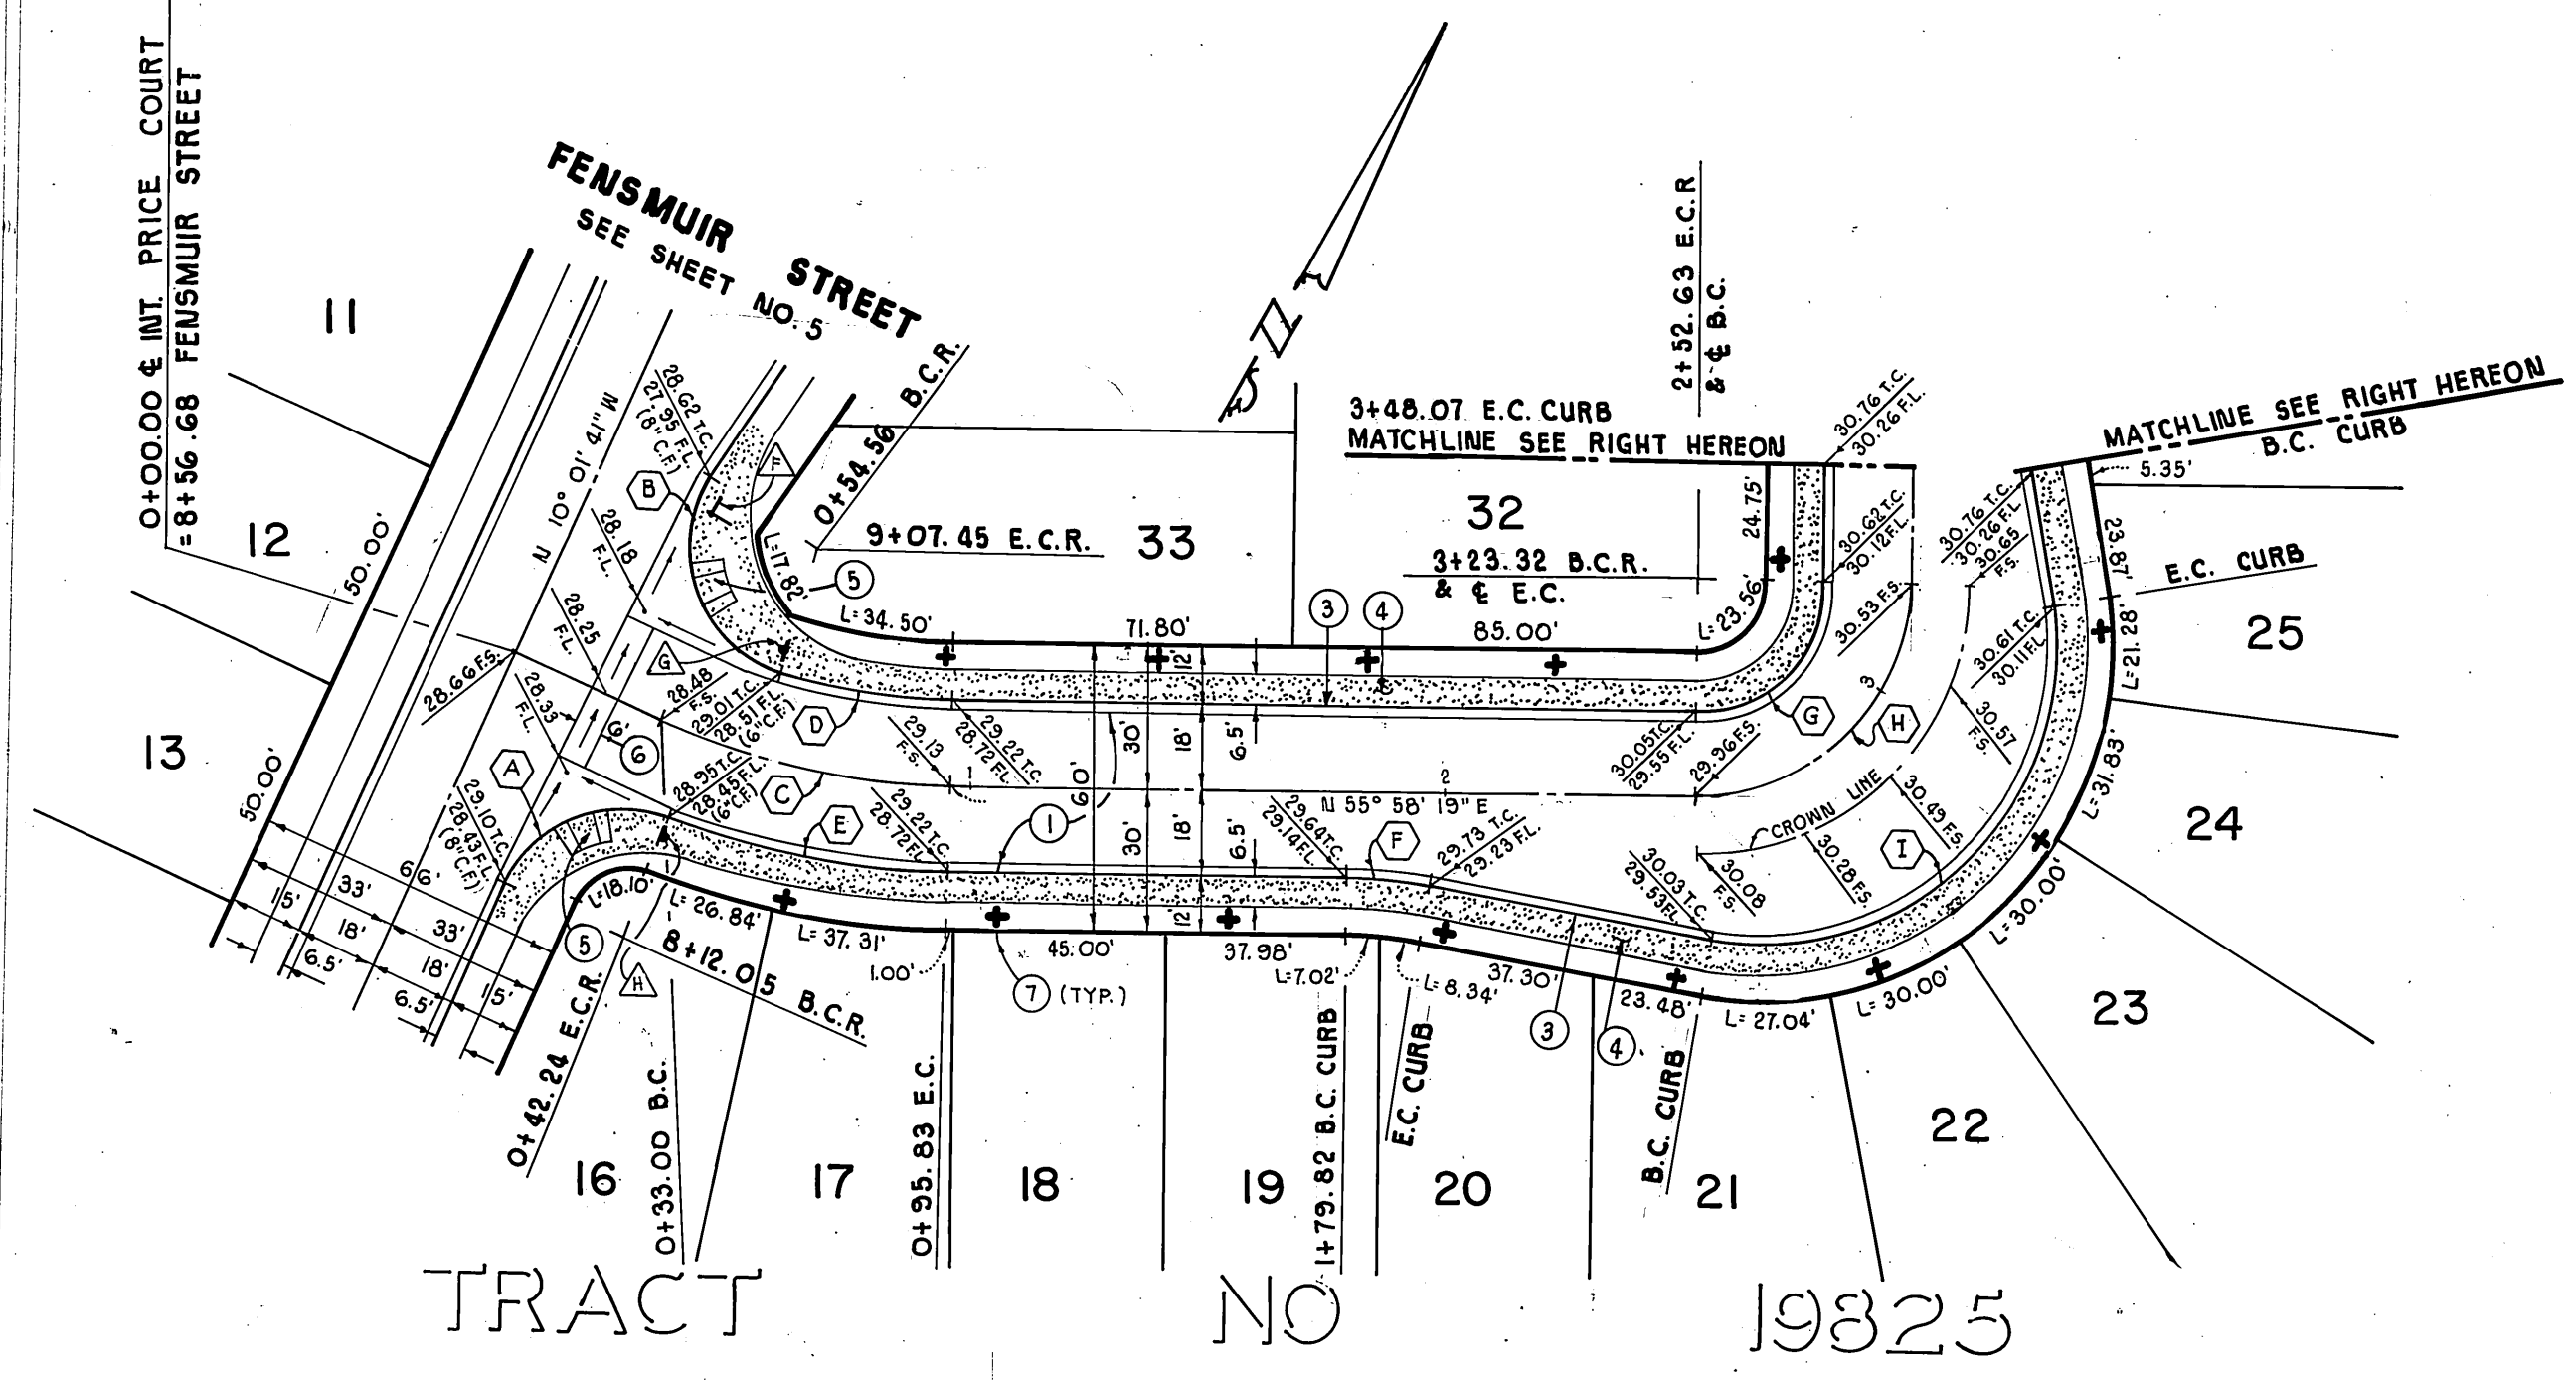 0+00.00 ℄ INT. PRICE COURT
=8+56.68 FENSMUIR STREET
FENSMUIR STREET
SEE SHEET NO. 5
N 10° 01' 41" W
11
12
13
50.00'
50.00'
28.62 T.C.
27.95 F.L.
(8" C.F.)
B
F
0+54.56 B.C.R.
9+07.45 E.C.R.
L=17.82'
5
28.18
F.L.
28.25
F.L.
28.33
F.L.
28.66 F.S.
G
28.48
F.S.
29.01 T.C.
28.51 F.L.
(6" C.F.)
6'
6
A
29.10 T.C.
28.43 F.L.
(8" C.F.)
28.95 T.C.
28.45 F.L.
(6" C.F.)
C
D
E
33
32
L=34.50'
71.80'
85.00'
3
4
3+48.07 E.C. CURB
MATCHLINE SEE RIGHT HEREON
3+23.32 B.C.R.
& ℄ E.C.
2+52.63 E.C.R
& ℄ B.C.
24.75'
L=23.56'
30.76 T.C.
30.26 F.L.
30.62 T.C.
30.12 F.L.
30.53 F.S.
MATCHLINE SEE RIGHT HEREON
B.C. CURB
5.35'
23.87'
E.C. CURB
30.76 T.C.
30.26 F.L.
30.65
F.S.
30.61 T.C.
30.11 F.L.
L=21.28'
25
30.57
F.S.
G
H
3
29.13
F.S.
29.22 T.C.
28.72 F.L.
1
2
N 55° 58' 19" E
30.05 T.C.
29.55 F.L.
29.96 F.S.
CROWN LINE
30.49 F.S.
30.28 F.S.
30.08
F.S.
I
L=31.83'
24
12'
30'
18'
6.5'
60'
30'
18'
6.5'
12
1
29.22 T.C.
28.72 F.L.
29.64 T.C.
29.14 F.L.
F
29.73 T.C.
29.23 F.L.
30.03 T.C.
29.53 F.L.
66'
33'
33'
15'
18'
18'
15'
6.5'
6.5'
L=18.10'
L=26.84'
L=37.31'
8+12.05 B.C.R.
5
H
1.00'
45.00'
7 (TYP.)
37.98'
L=7.02'
L=8.34'
37.30'
3
4
23.48'
L=27.04'
L=30.00'
L=30.00'
23
22
0+42.24 E.C.R.
0+33.00 B.C.
0+95.83 E.C.
1+79.82 B.C. CURB
E.C. CURB
B.C. CURB
16
17
18
19
20
21
TRACT NO 19825